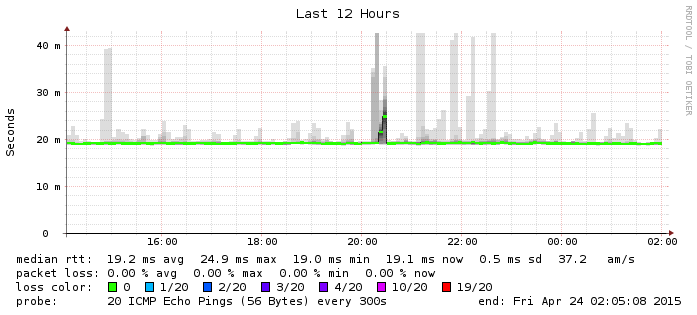 Last 12 Hours
RRDTOOL / TOBI OETIKER
Seconds
40 m
30 m
20 m
10 m
0
16:00 18:00 20:00 22:00 00:00 02:00
median rtt: 19.2 ms avg 24.9 ms max 19.0 ms min 19.1 ms now 0.5 ms sd 37.2 am/s
packet loss: 0.00 % avg 0.00 % max 0.00 % min 0.00 % now
loss color: 0 1/20 2/20 3/20 4/20 10/20 19/20
probe: 20 ICMP Echo Pings (56 Bytes) every 300s end: Fri Apr 24 02:05:08 2015